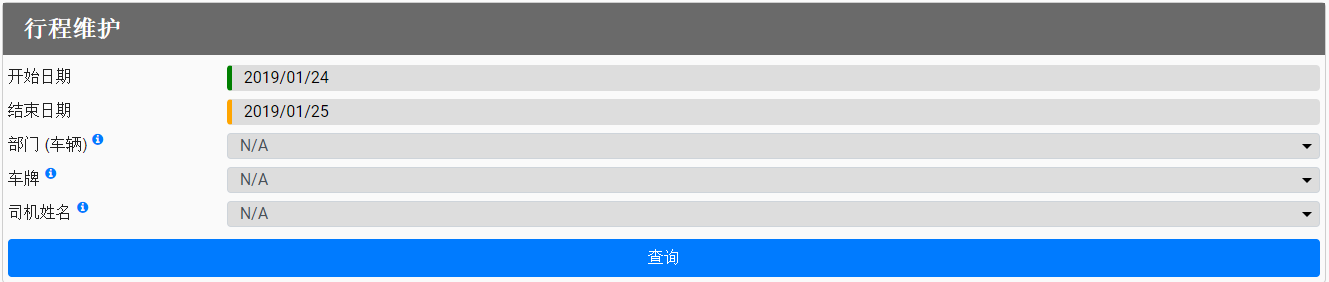 行程维护
开始日期 2019/01/24
结束日期 2019/01/25
部门 (车辆) N/A
车牌 N/A
司机姓名 N/A
查询